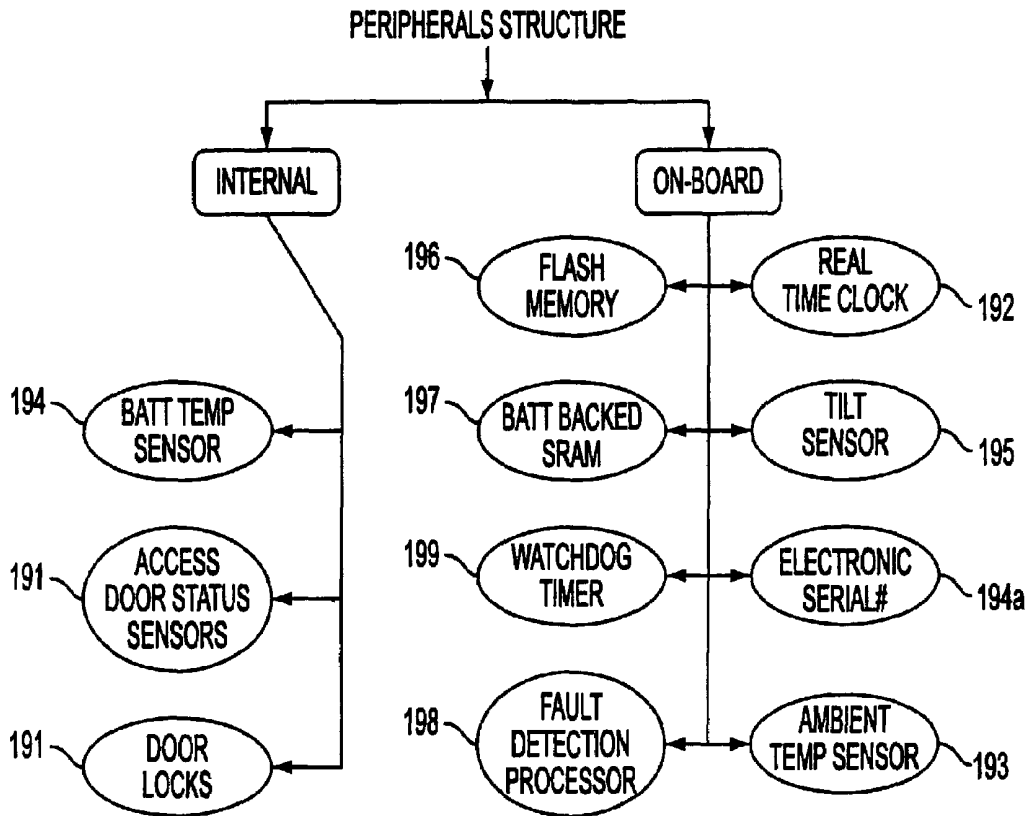 PERIPHERALS STRUCTURE
INTERNAL
ON-BOARD
196
FLASH
MEMORY
REAL
TIME CLOCK
192
194
BATT TEMP
SENSOR
197
BATT BACKED
SRAM
TILT
SENSOR
195
191
ACCESS
DOOR STATUS
SENSORS
199
WATCHDOG
TIMER
ELECTRONIC
SERIAL#
194a
191
DOOR
LOCKS
198
FAULT
DETECTION
PROCESSOR
AMBIENT
TEMP SENSOR
193